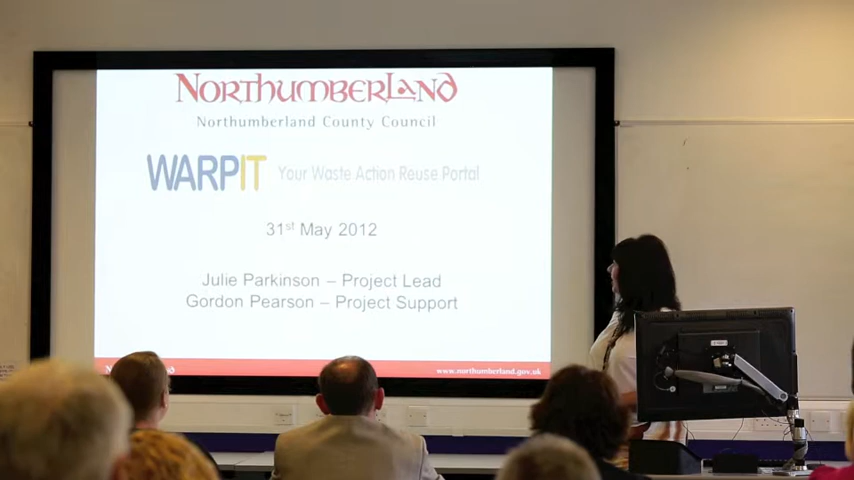 NORTHUMBERLAND
Northumberland County Council
WARPIT Your Waste Action Reuse Portal
31st May 2012
Julie Parkinson – Project Lead
Gordon Pearson – Project Support
www.northumberland.gov.uk